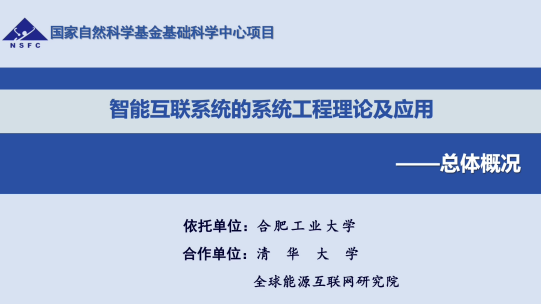 国家自然科学基金基础科学中心项目
NSFC
智能互联系统的系统工程理论及应用
——总体概况
依托单位：合肥工业大学
合作单位：清 华 大 学
全球能源互联网研究院